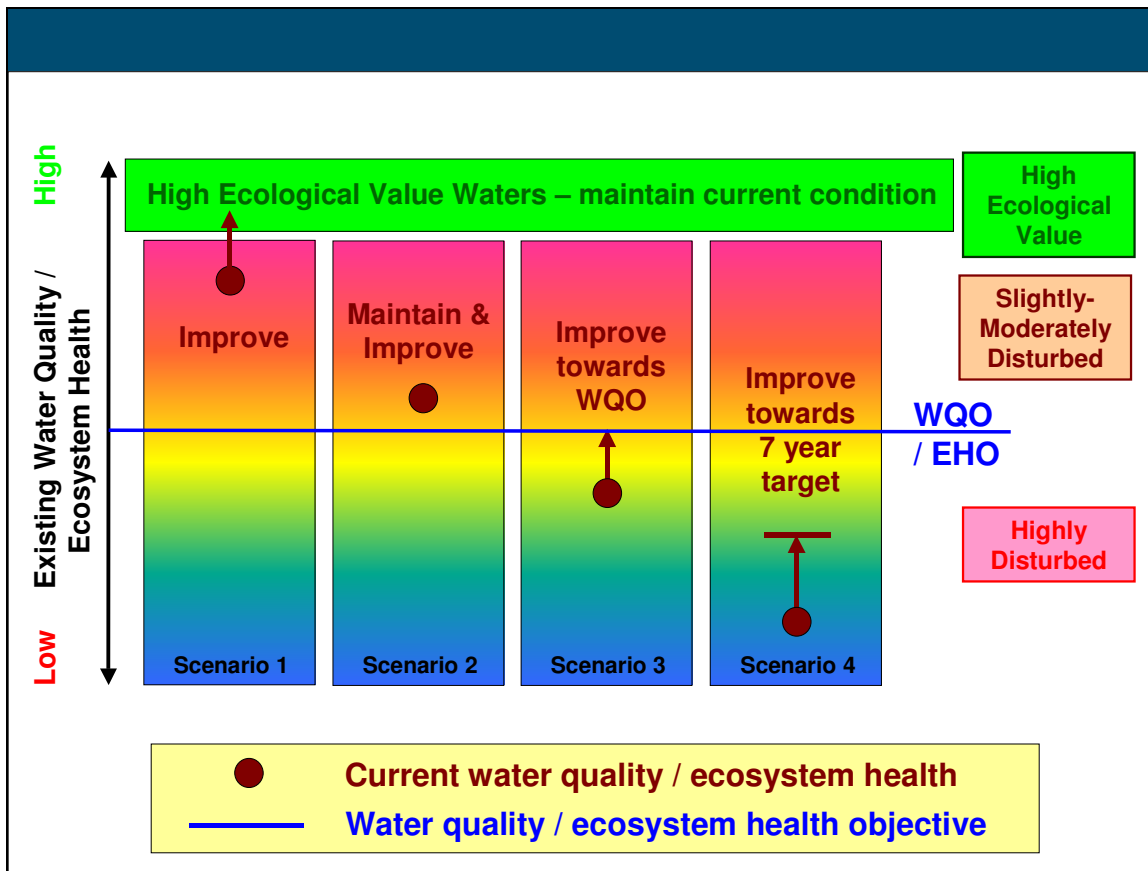 High
Existing Water Quality /
Ecosystem Health
Low
High Ecological Value Waters – maintain current condition
High
Ecological
Value
Improve
Maintain &
Improve
Improve
towards
WQO
Improve
towards
7 year
target
Slightly-
Moderately
Disturbed
WQO
/ EHO
Highly
Disturbed
Scenario 1
Scenario 2
Scenario 3
Scenario 4
Current water quality / ecosystem health
Water quality / ecosystem health objective